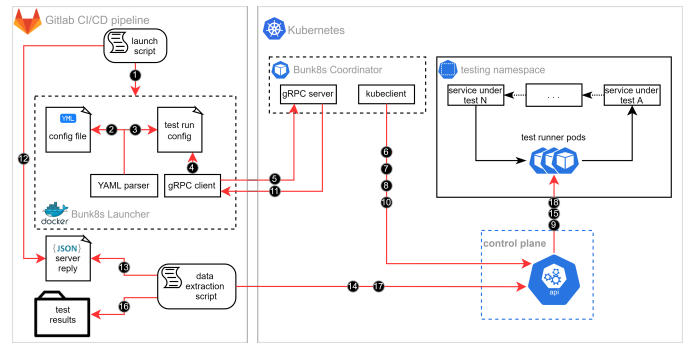 Gitlab CI/CD pipeline
launch
script
1
YML
config file
2
3
test run
config
4
YAML parser
gRPC client
docker
Bunk8s Launcher
12
{JSON}
server
reply
13
data
extraction
script
16
test
results
Kubernetes
Bunk8s Coordinator
gRPC server
kubeclient
5
11
6
7
8
10
14
17
testing namespace
service under
test N
. . .
service under
test A
test runner pods
18
15
9
control plane
api